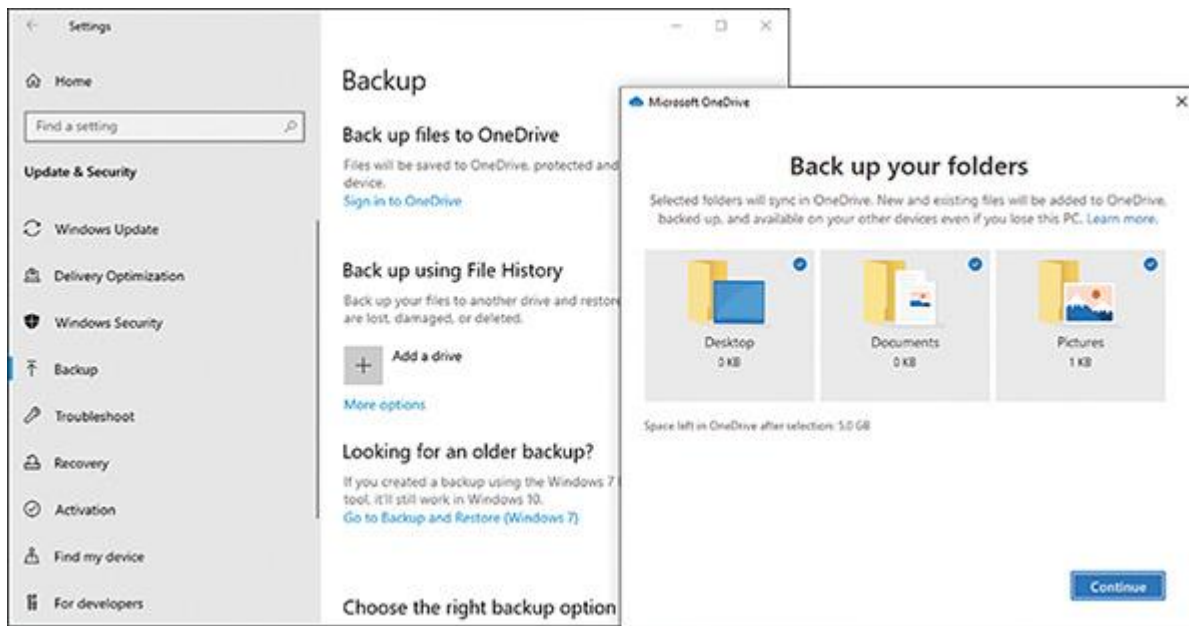 Settings
Home
Find a setting
Update & Security
Windows Update
Delivery Optimization
Windows Security
Backup
Troubleshoot
Recovery
Activation
Find my device
For developers
Backup
Back up files to OneDrive
Files will be saved to OneDrive, protected and
device.
Sign in to OneDrive
Back up using File History
Back up your files to another drive and restore
are lost, damaged, or deleted.
Add a drive
More options
Looking for an older backup?
If you created a backup using the Windows 7
tool, it'll still work in Windows 10.
Go to Backup and Restore (Windows 7)
Choose the right backup option
Microsoft OneDrive
Back up your folders
Selected folders will sync in OneDrive. New and existing files will be added to OneDrive,
backed up, and available on your other devices even if you lose this PC. Learn more.
Desktop
0 KB
Documents
0 KB
Pictures
1 KB
Space left in OneDrive after selection: 5.0 GB
Continue